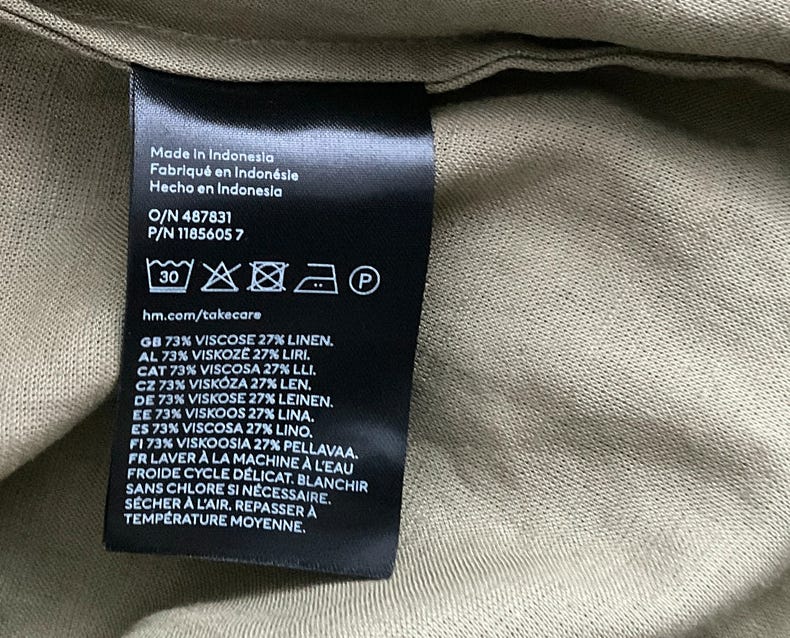 Made in Indonesia
Fabriqué en Indonésie
Hecho en Indonesia
O/N 487831
P/N 1185605 7
30 P
hm.com/takecare
GB 73% VISCOSE 27% LINEN.
AL 73% VISKOZË 27% LIRI.
CAT 73% VISCOSA 27% LLI.
CZ 73% VISKÓZA 27% LEN.
DE 73% VISKOSE 27% LEINEN.
EE 73% VISKOOS 27% LINA.
ES 73% VISCOSA 27% LINO.
FI 73% VISKOOSIA 27% PELLAVAA.
FR LAVER À LA MACHINE À L'EAU
FROIDE CYCLE DÉLICAT. BLANCHIR
SANS CHLORE SI NÉCESSAIRE.
SÉCHER À L'AIR. REPASSER À
TEMPÉRATURE MOYENNE.